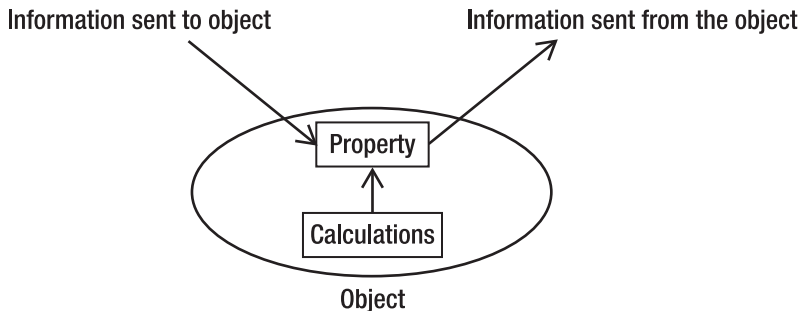 Information sent to object
Information sent from the object
Property
Calculations
Object